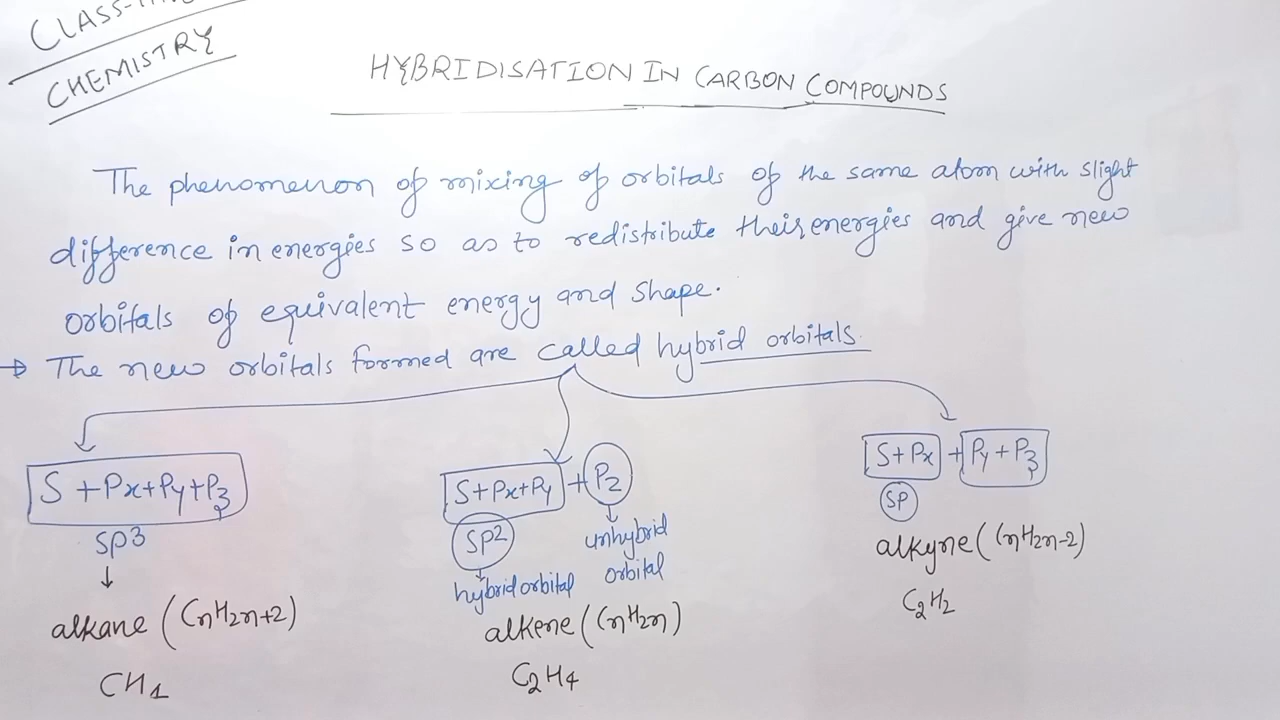 CLASS-
CHEMISTRY
HYBRIDISATION IN CARBON COMPOUNDS
The phenomenon of mixing of orbitals of the same atom with slight
difference in energies so as to redistribute their energies and give new
orbitals of equivalent energy and shape.
→ The new orbitals formed are called hybrid orbitals.
S+Px+Py+Pz
SP3
↓
alkane (CnH2n+2)
CH4
S+Px+Py + Pz
SP2
hybrid orbital
unhybrid
orbital
alkene (CnH2n)
C2H4
S+Px + Py+Pz
SP
alkyne (CnH2n-2)
C2H2